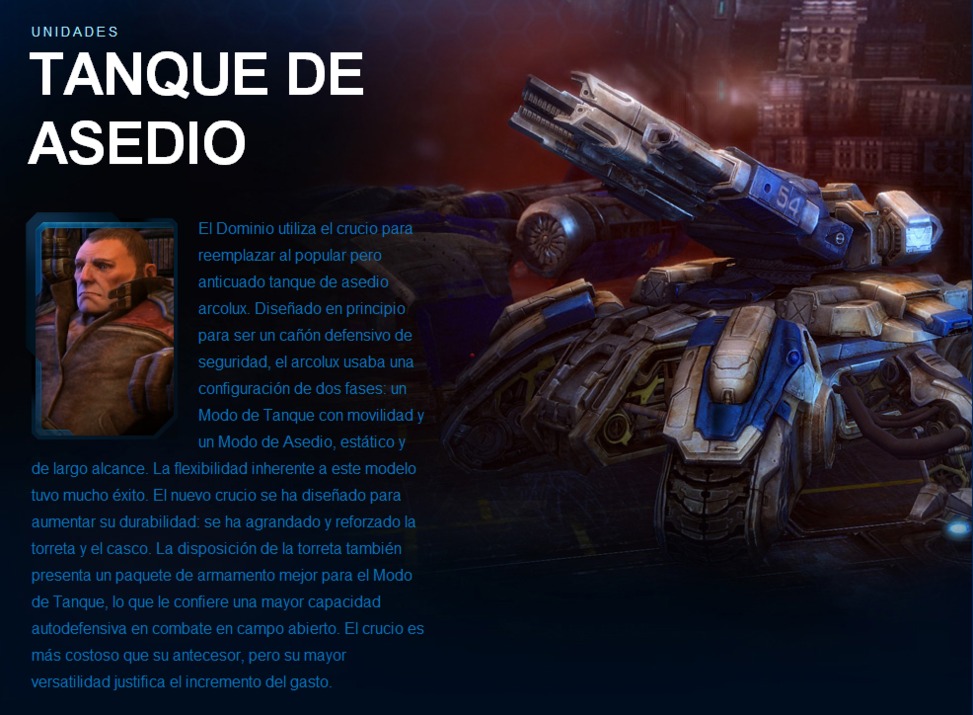 UNIDADES
TANQUE DE
ASEDIO
El Dominio utiliza el crucio para
reemplazar al popular pero
anticuado tanque de asedio
arcolux. Diseñado en principio
para ser un cañón defensivo de
seguridad, el arcolux usaba una
configuración de dos fases: un
Modo de Tanque con movilidad y
un Modo de Asedio, estático y
de largo alcance. La flexibilidad inherente a este modelo
tuvo mucho éxito. El nuevo crucio se ha diseñado para
aumentar su durabilidad: se ha agrandado y reforzado la
torreta y el casco. La disposición de la torreta también
presenta un paquete de armamento mejor para el Modo
de Tanque, lo que le confiere una mayor capacidad
autodefensiva en combate en campo abierto. El crucio es
más costoso que su antecesor, pero su mayor
versatilidad justifica el incremento del gasto.
54